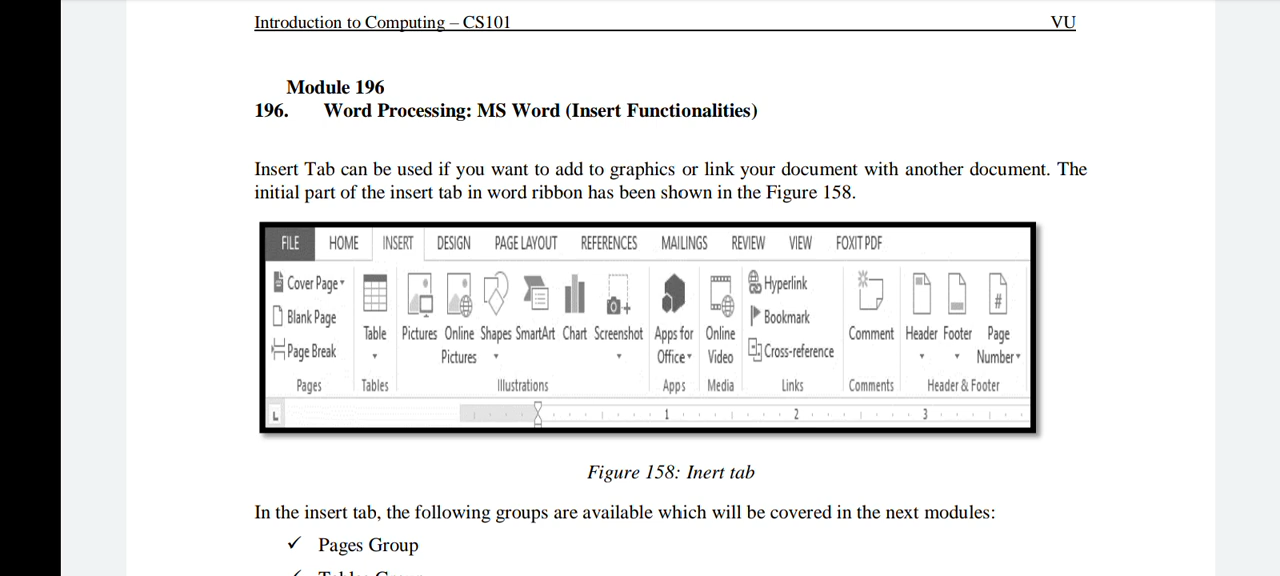 Introduction to Computing – CS101 VU
Module 196
196. Word Processing: MS Word (Insert Functionalities)
Insert Tab can be used if you want to add to graphics or link your document with another document. The
initial part of the insert tab in word ribbon has been shown in the Figure 158.
FILE HOME INSERT DESIGN PAGE LAYOUT REFERENCES MAILINGS REVIEW VIEW FOXIT PDF
Cover Page
Blank Page
Page Break
Pages
Table
Tables
Pictures Online Pictures Shapes SmartArt Chart Screenshot
Illustrations
Apps for Office
Apps
Online Video
Media
Hyperlink
Bookmark
Cross-reference
Links
Comment
Comments
Header Footer Page Number #
Header & Footer
L 1 2 3
Figure 158: Inert tab
In the insert tab, the following groups are available which will be covered in the next modules:
✓ Pages Group